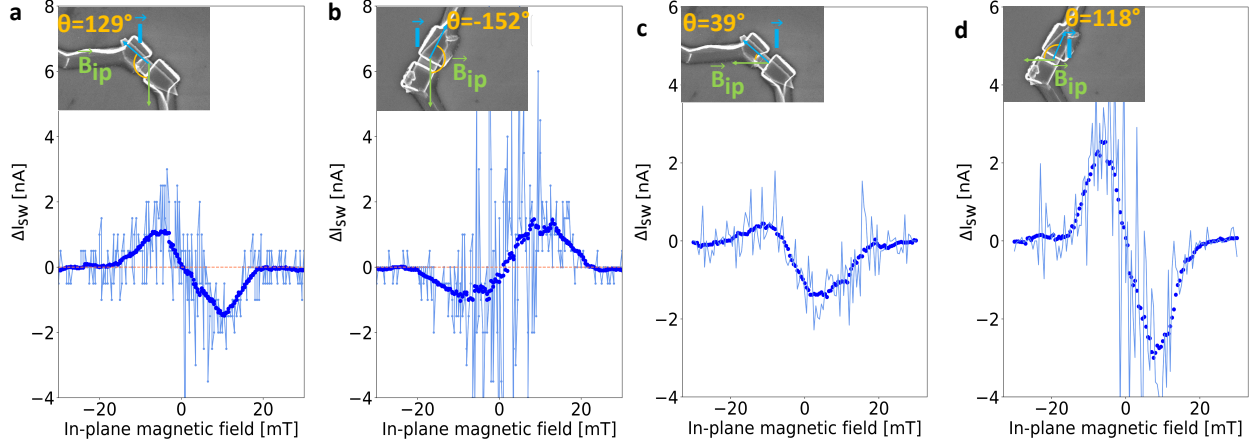 a
θ=129°
I
B_ip
ΔI_SW [nA]
6
4
2
0
−2
−4
−20
0
20
In-plane magnetic field [mT]
b
θ=-152°
I
B_ip
8
6
4
2
0
−2
−4
−20
0
20
In-plane magnetic field [mT]
c
θ=39°
I
B_ip
ΔI_SW [nA]
6
4
2
0
−2
−4
−20
0
20
In-plane magnetic field [mT]
d
θ=118°
I
B_ip
ΔI_SW [nA]
6
4
2
0
−2
−4
−20
0
20
In-plane magnetic field [mT]